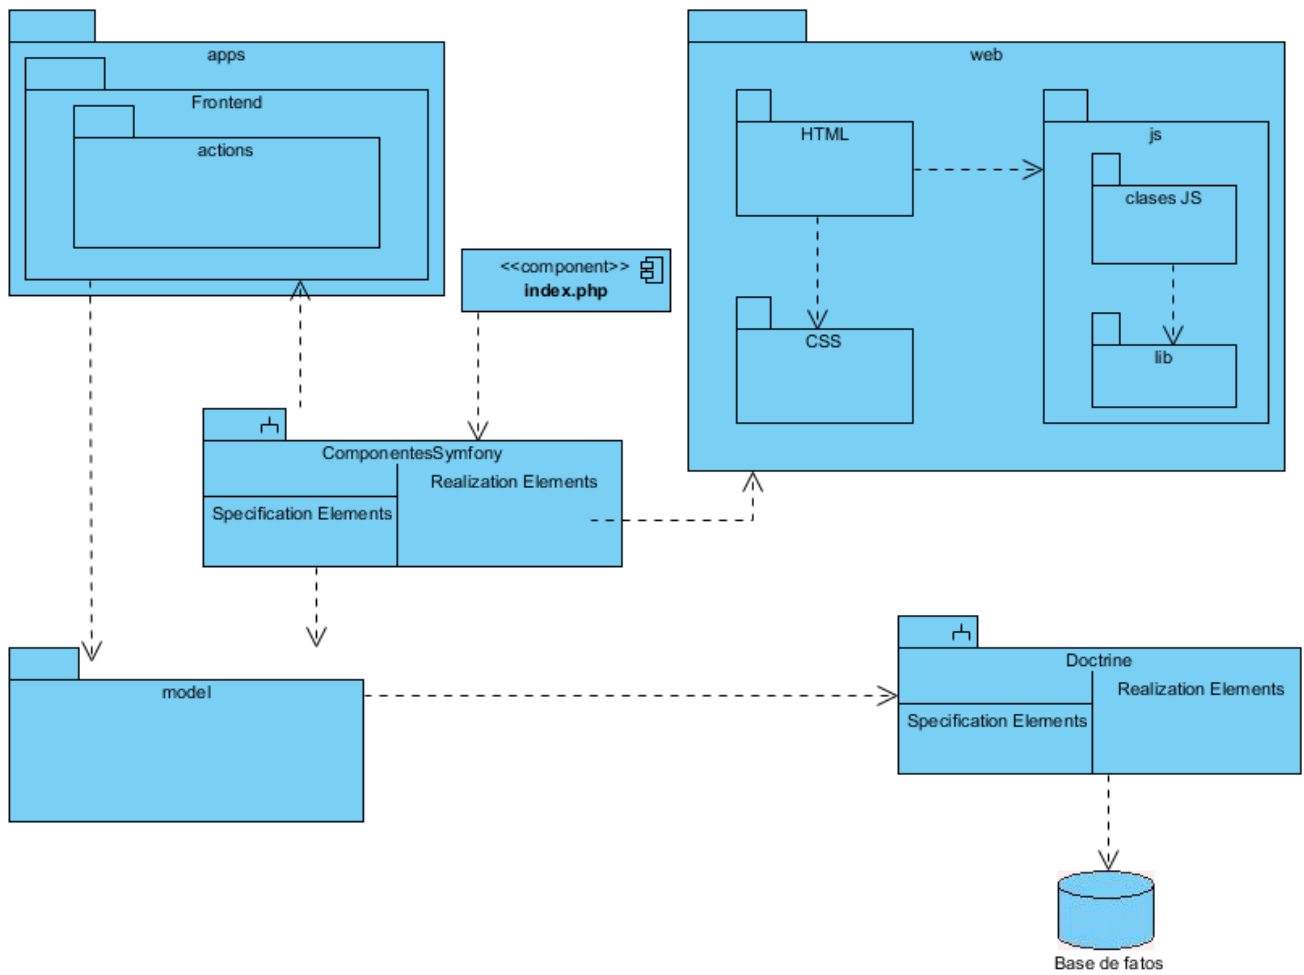 apps
Frontend
actions
<<component>>
index.php
web
HTML
js
clases JS
CSS
lib
ComponentesSymfony
Realization Elements
Specification Elements
model
Doctrine
Realization Elements
Specification Elements
Base de fatos